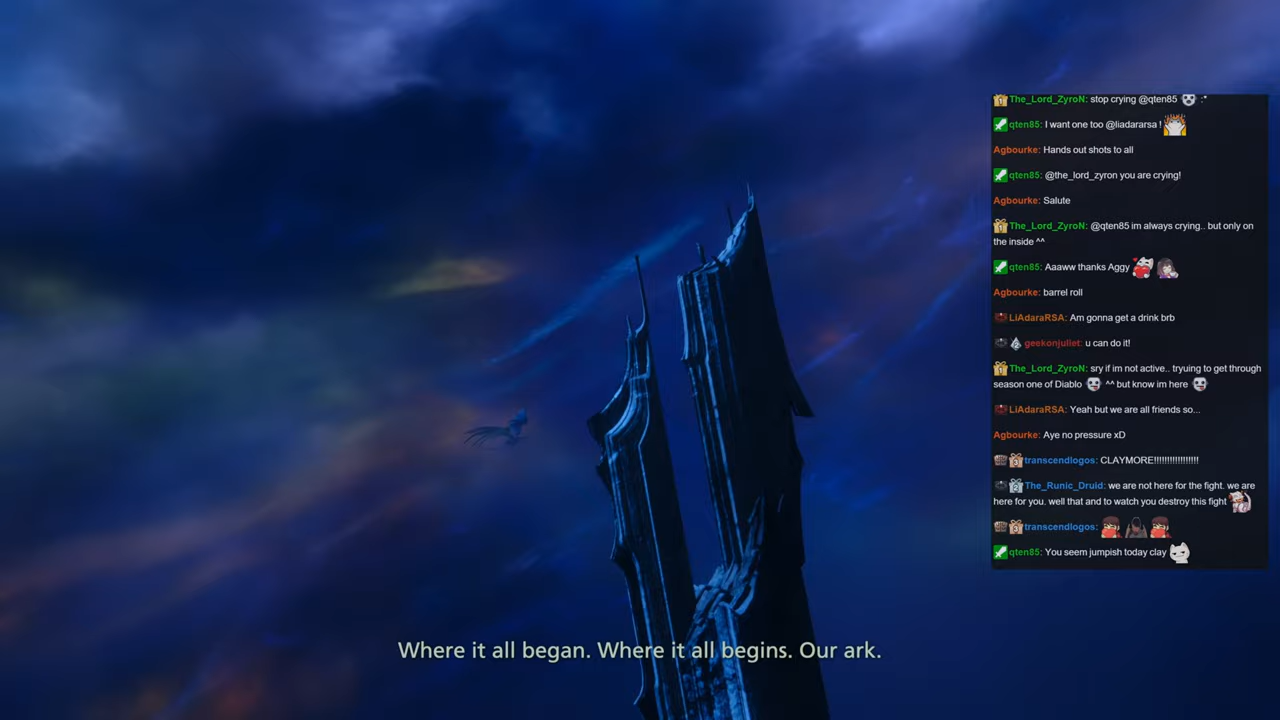 The_Lord_ZyroN: stop crying @qten85 :*
qten85: I want one too @liadararsa !
Agbourke: Hands out shots to all
qten85: @the_lord_zyron you are crying!
Agbourke: Salute
The_Lord_ZyroN: @qten85 im always crying.. but only on
the inside ^^
qten85: Aaaww thanks Aggy
Agbourke: barrel roll
LiAdaraRSA: Am gonna get a drink brb
geekonjuliet: u can do it!
The_Lord_ZyroN: sry if im not active.. tryuing to get through
season one of Diablo ^^ but know im here
LiAdaraRSA: Yeah but we are all friends so...
Agbourke: Aye no pressure xD
transcendlogos: CLAYMORE!!!!!!!!!!!!!!!!!
The_Runic_Druid: we are not here for the fight. we are
here for you. well that and to watch you destroy this fight
transcendlogos:
qten85: You seem jumpish today clay
Where it all began. Where it all begins. Our ark.